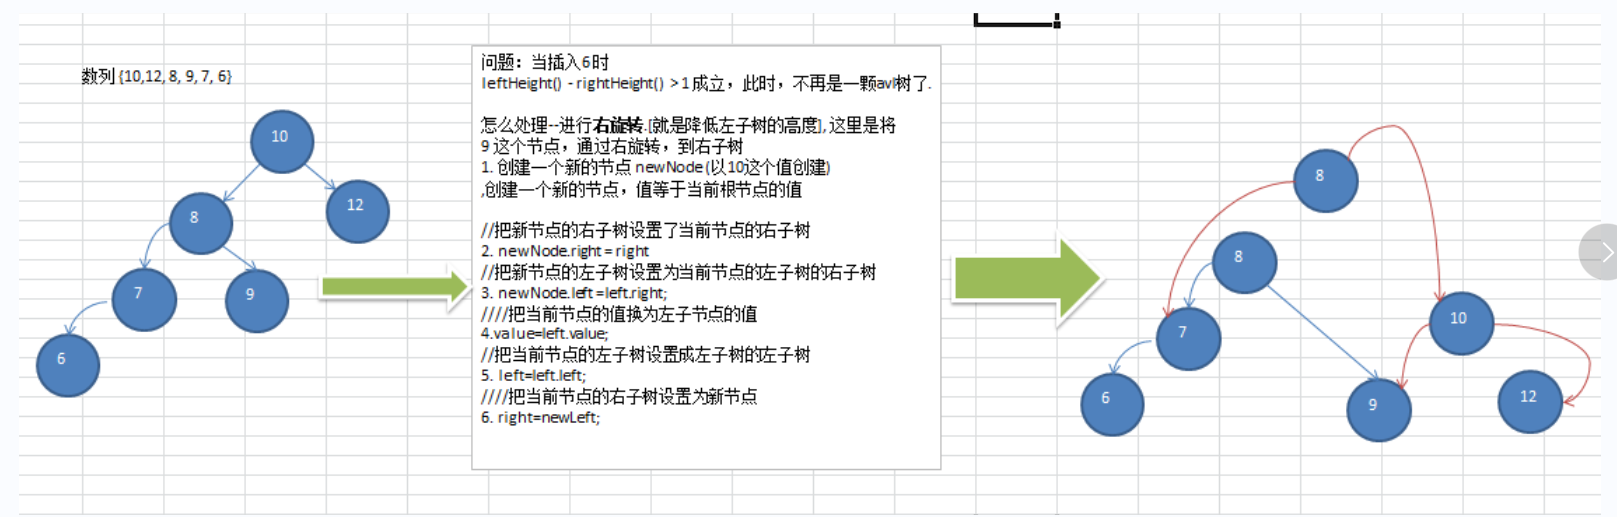 数列 {10,12, 8, 9, 7, 6}
10
8
12
7
9
6
问题：当插入6时
leftHeight() - rightHeight() > 1 成立，此时，不再是一颗avl树了.
怎么处理--进行右旋转.[就是降低左子树的高度], 这里是将
9 这个节点，通过右旋转，到右子树
1. 创建一个新的节点 newNode (以10这个值创建)
,创建一个新的节点，值等于当前根节点的值
//把新节点的右子树设置了当前节点的右子树
2. newNode.right = right
//把新节点的左子树设置为当前节点的左子树的右子树
3. newNode.left =left.right;
////把当前节点的值换为左子节点的值
4.value=left.value;
//把当前节点的左子树设置成左子树的左子树
5. left=left.left;
////把当前节点的右子树设置为新节点
6. right=newLeft;
8
8
7
10
6
9
12